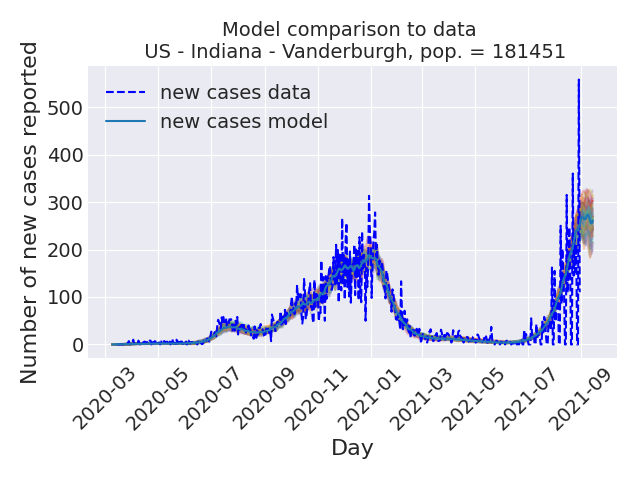 Model comparison to data
US - Indiana - Vanderburgh, pop. = 181451
Number of new cases reported
new cases data
new cases model
500
400
300
200
100
0
2020-03
2020-05
2020-07
2020-09
2020-11
2021-01
2021-03
2021-05
2021-07
2021-09
Day